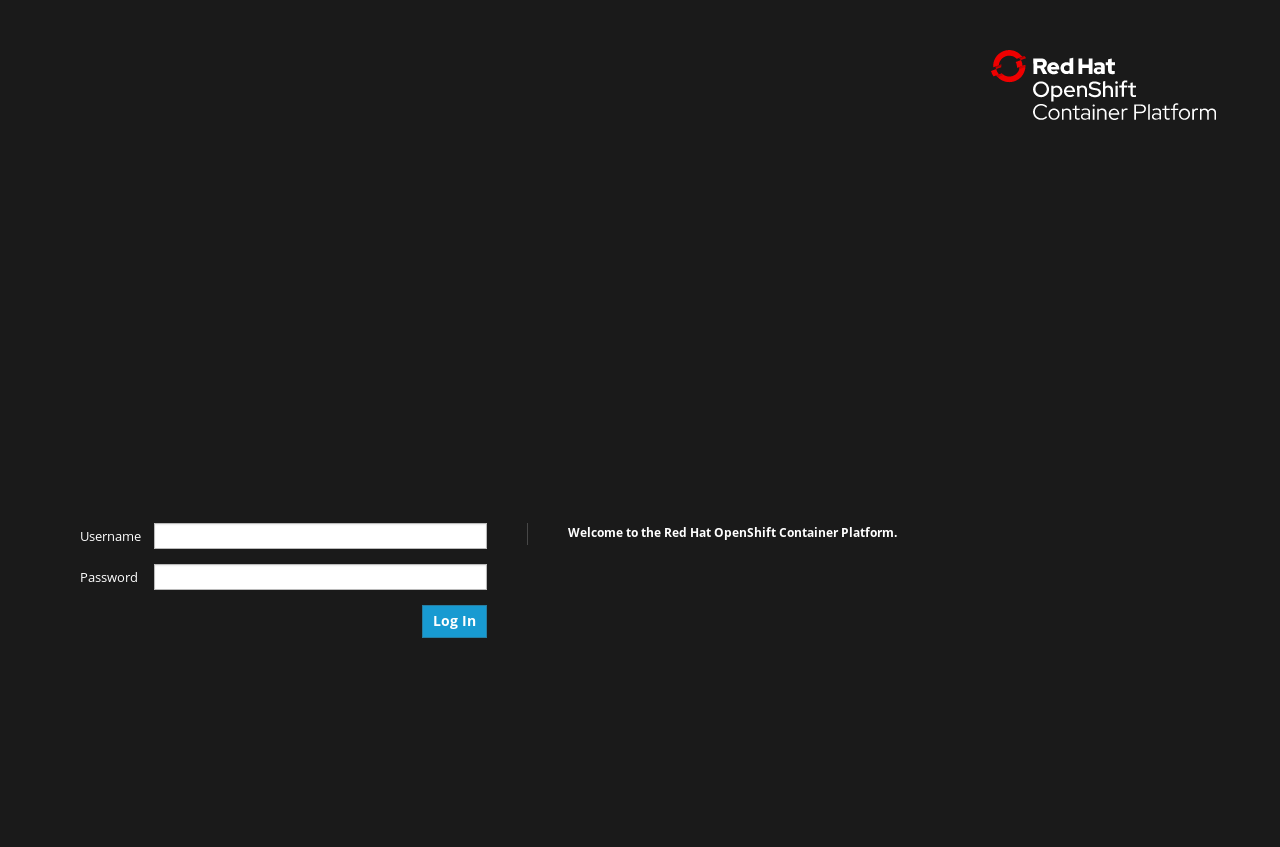 Red Hat
OpenShift
Container Platform
Username
Password
Log In
Welcome to the Red Hat OpenShift Container Platform.